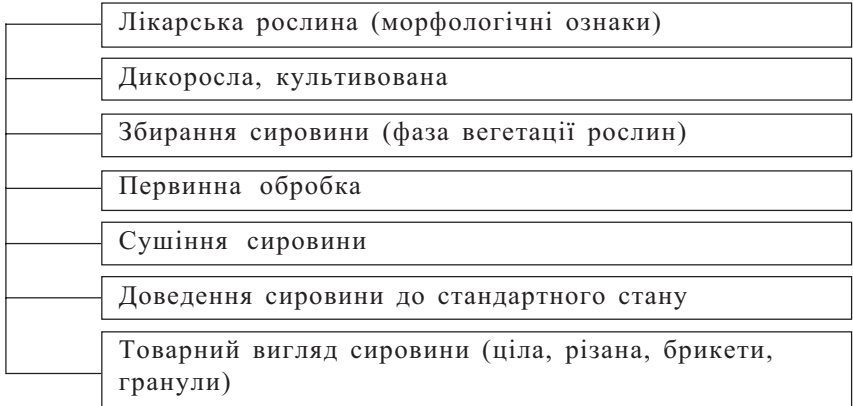 Лікарська рослина (морфологічні ознаки)
Дикоросла, культивована
Збирання сировини (фаза вегетації рослин)
Первинна обробка
Сушіння сировини
Доведення сировини до стандартного стану
Товарний вигляд сировини (ціла, різана, брикети,
гранули)